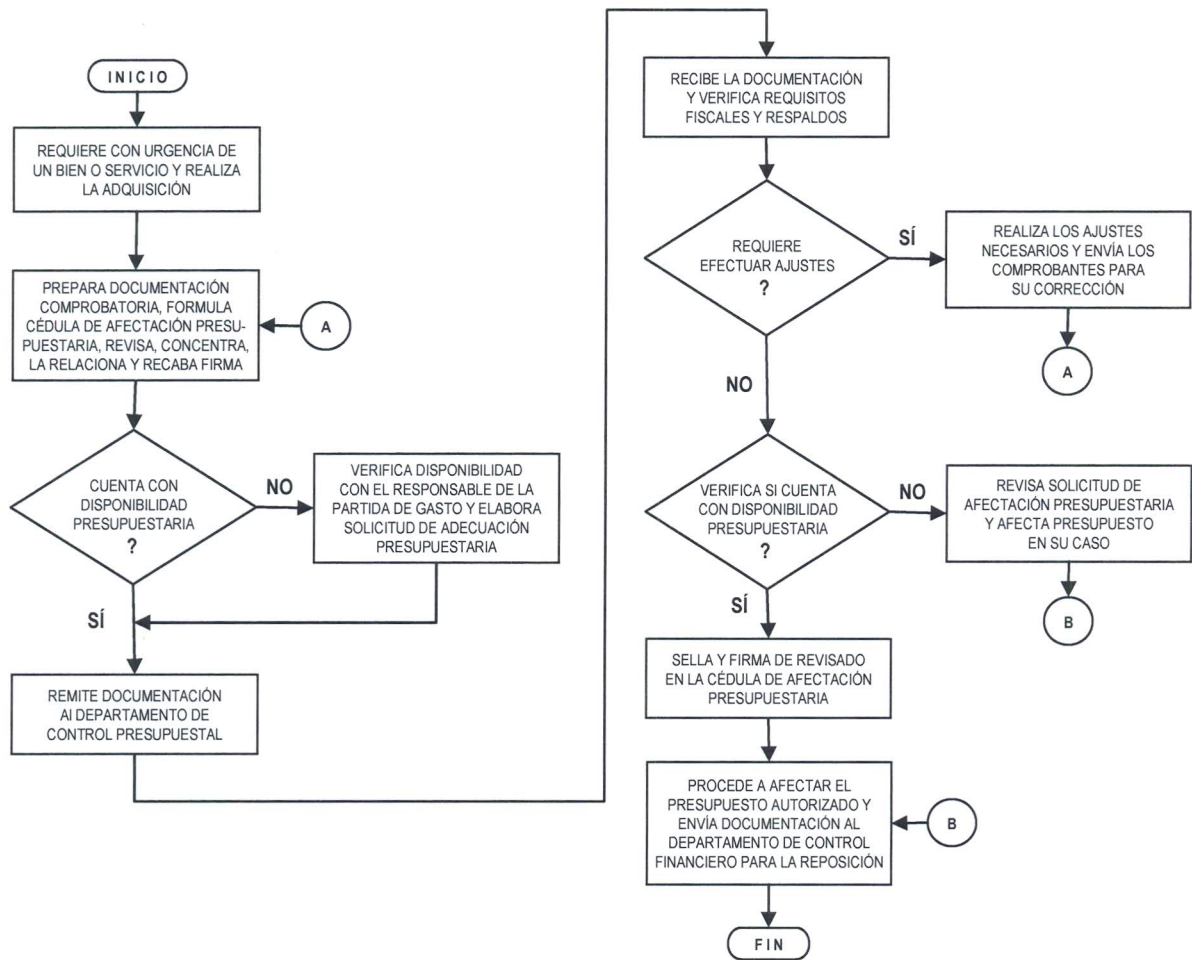 INICIO
REQUIERE CON URGENCIA DE
UN BIEN O SERVICIO Y REALIZA
LA ADQUISICIÓN
PREPARA DOCUMENTACIÓN
COMPROBATORIA, FORMULA
CÉDULA DE AFECTACIÓN PRESU-
PUESTARIA, REVISA, CONCENTRA,
LA RELACIONA Y RECABA FIRMA
A
CUENTA CON
DISPONIBILIDAD
PRESUPUESTARIA
?
NO
VERIFICA DISPONIBILIDAD
CON EL RESPONSABLE DE LA
PARTIDA DE GASTO Y ELABORA
SOLICITUD DE ADECUACIÓN
PRESUPUESTARIA
SÍ
REMITE DOCUMENTACIÓN
Al DEPARTAMENTO DE
CONTROL PRESUPUESTAL
RECIBE LA DOCUMENTACIÓN
Y VERIFICA REQUISITOS
FISCALES Y RESPALDOS
REQUIERE
EFECTUAR AJUSTES
?
SÍ
REALIZA LOS AJUSTES
NECESARIOS Y ENVÍA LOS
COMPROBANTES PARA
SU CORRECCIÓN
A
NO
VERIFICA SI CUENTA
CON DISPONIBILIDAD
PRESUPUESTARIA
?
NO
REVISA SOLICITUD DE
AFECTACIÓN PRESUPUESTARIA
Y AFECTA PRESUPUESTO
EN SU CASO
B
SÍ
SELLA Y FIRMA DE REVISADO
EN LA CÉDULA DE AFECTACIÓN
PRESUPUESTARIA
PROCEDE A AFECTAR EL
PRESUPUESTO AUTORIZADO Y
ENVÍA DOCUMENTACIÓN AL
DEPARTAMENTO DE CONTROL
FINANCIERO PARA LA REPOSICIÓN
B
FIN